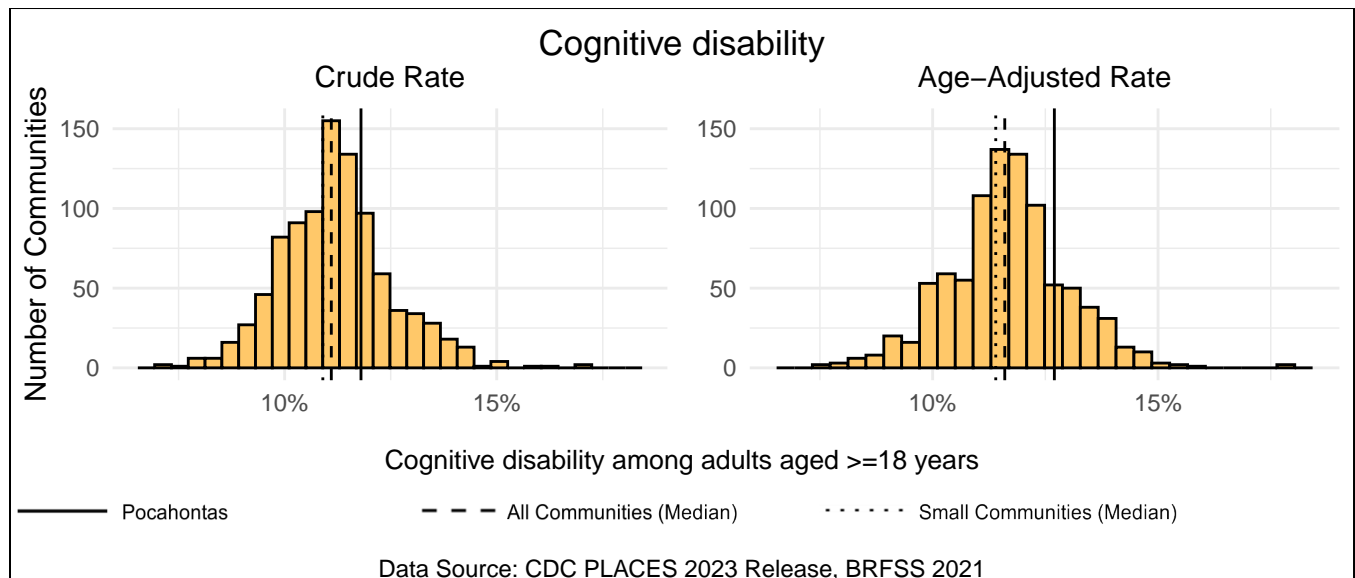 Cognitive disability
Crude Rate
Age−Adjusted Rate
Number of Communities
150
100
50
0
10%
15%
150
100
50
0
10%
15%
Cognitive disability among adults aged >=18 years
Pocahontas
All Communities (Median)
Small Communities (Median)
Data Source: CDC PLACES 2023 Release, BRFSS 2021